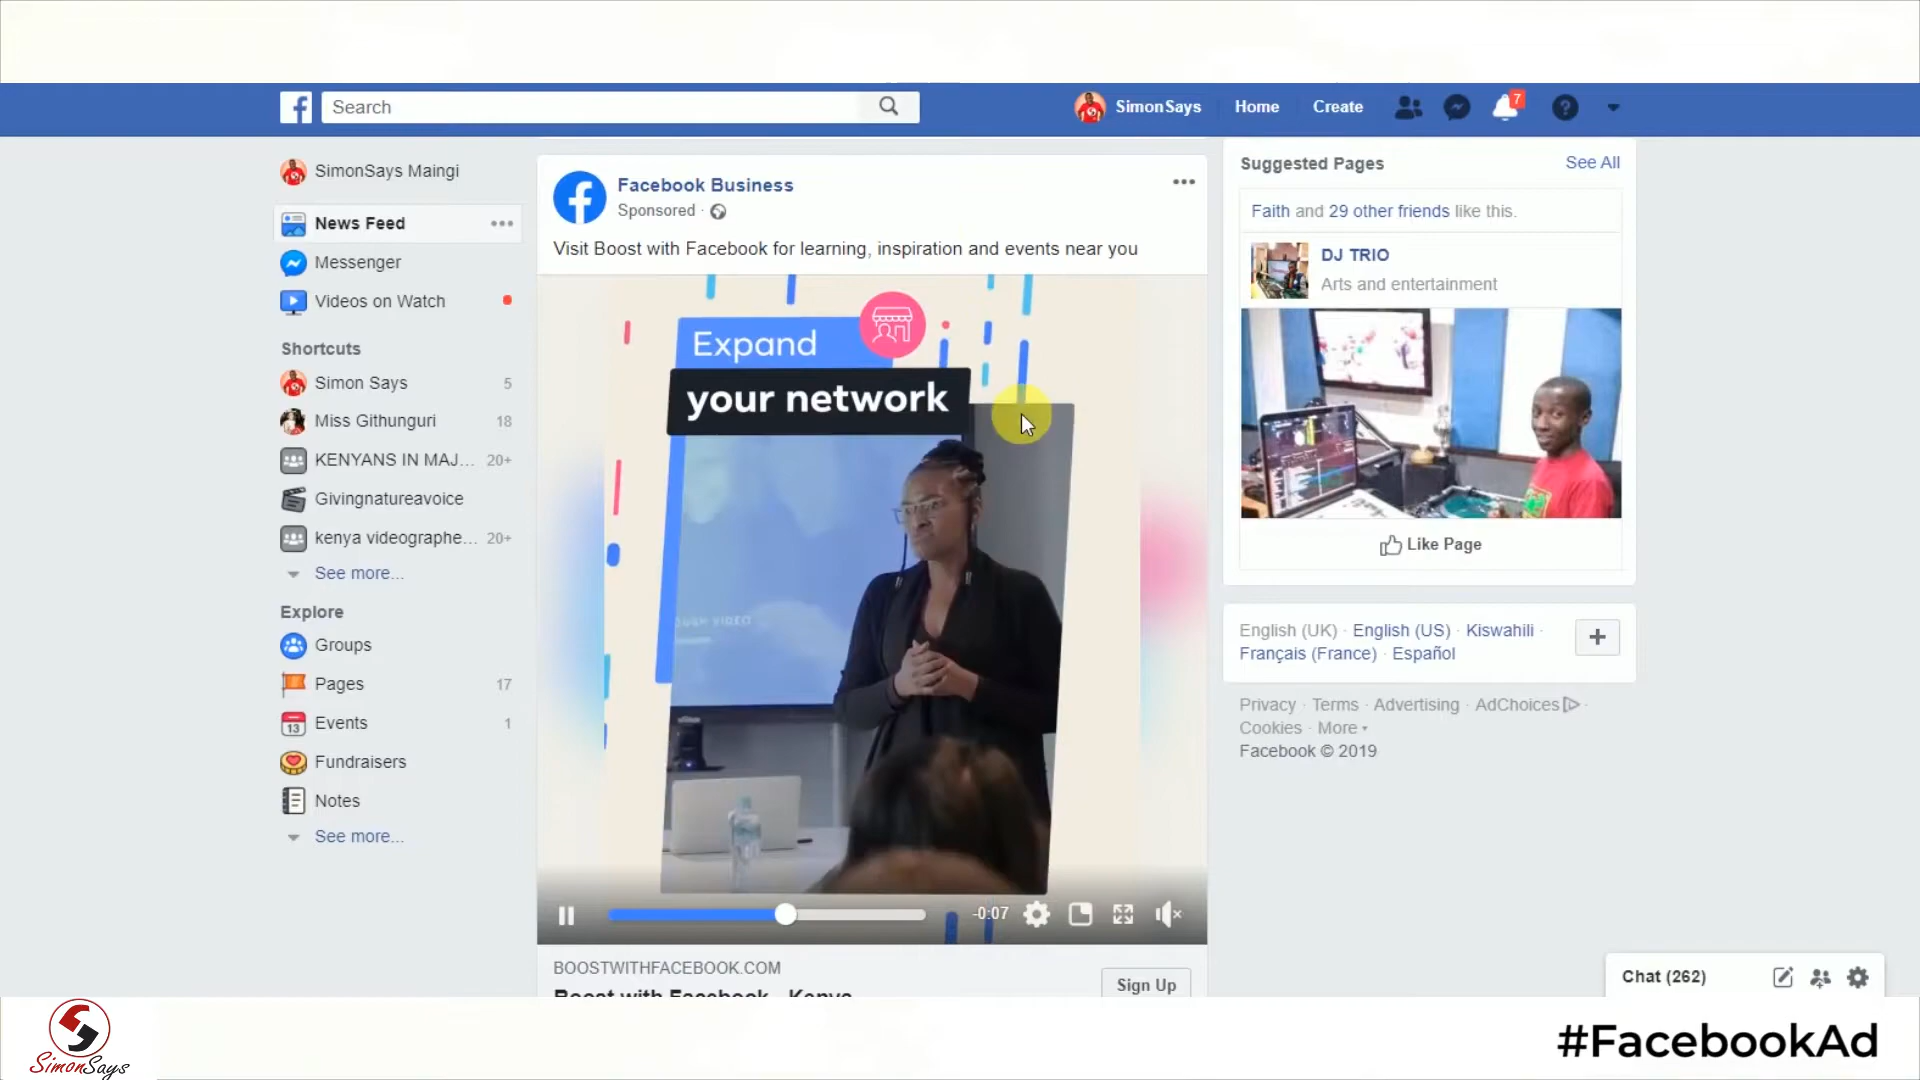 Search
SimonSays
Home
Create
7
SimonSays Maingi
News Feed
Messenger
Videos on Watch
Shortcuts
Simon Says 5
Miss Githunguri 18
KENYANS IN MAJ... 20+
Givingnatureavoice
kenya videographe... 20+
See more...
Explore
Groups
Pages 17
13 Events 1
Fundraisers
Notes
See more...
Facebook Business
Sponsored ·
Visit Boost with Facebook for learning, inspiration and events near you
Expand
your network
VIDEO
-0:07
BOOSTWITHFACEBOOK.COM
Boost with Facebook - Kenya
Sign Up
Suggested Pages See All
Faith and 29 other friends like this.
DJ TRIO
Arts and entertainment
Like Page
English (UK) · English (US) · Kiswahili ·
Français (France) · Español
Privacy · Terms · Advertising · AdChoices ·
Cookies · More
Facebook © 2019
Chat (262)
SimonSays
#FacebookAd